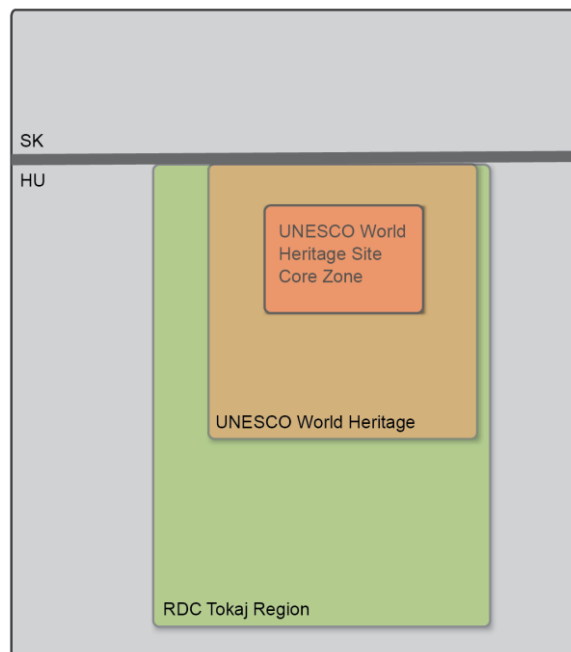 SK
HU
UNESCO World
Heritage Site
Core Zone
UNESCO World Heritage
RDC Tokaj Region